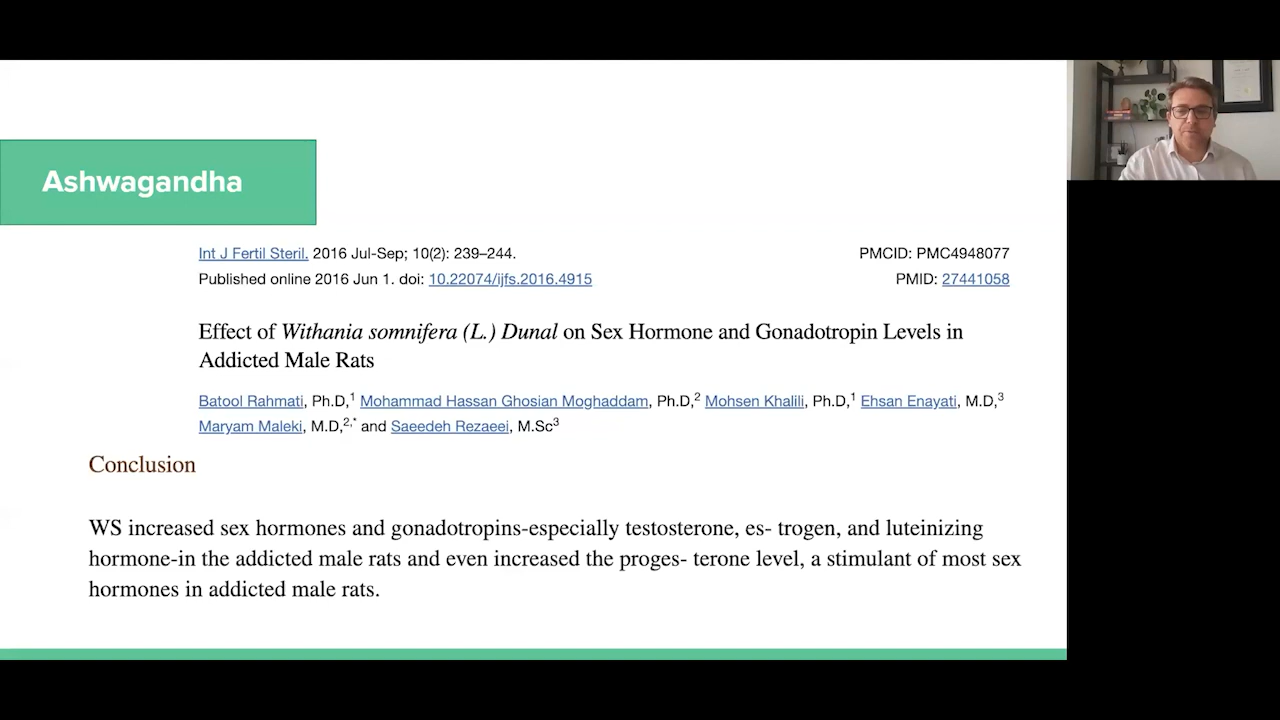 Ashwagandha
Int J Fertil Steril. 2016 Jul-Sep; 10(2): 239–244.
PMCID: PMC4948077
Published online 2016 Jun 1. doi: 10.22074/ijfs.2016.4915
PMID: 27441058
Effect of Withania somnifera (L.) Dunal on Sex Hormone and Gonadotropin Levels in
Addicted Male Rats
Batool Rahmati, Ph.D,1 Mohammad Hassan Ghosian Moghaddam, Ph.D,2 Mohsen Khalili, Ph.D,1 Ehsan Enayati, M.D,3
Maryam Maleki, M.D,2,* and Saeedeh Rezaeei, M.Sc3
Conclusion
WS increased sex hormones and gonadotropins-especially testosterone, es- trogen, and luteinizing
hormone-in the addicted male rats and even increased the proges- terone level, a stimulant of most sex
hormones in addicted male rats.